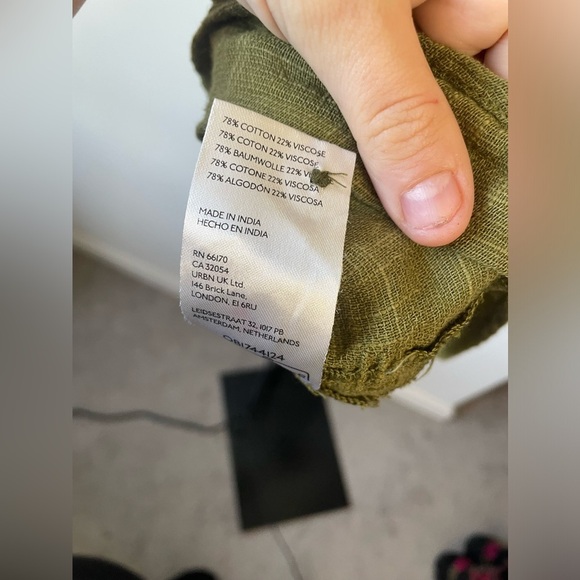 78% COTTON 22% VISCOSE
78% COTON 22% VISCOSE
78% BAUMWOLLE 22%
78% COTONE 22% VISCOSA
78% ALGODÓN 22% VISCOSA
MADE IN INDIA
HECHO EN INDIA
RN 66170
CA 32054
URBN UK Ltd.
146 Brick Lane,
LONDON, E1 6RU
LEIDSESTRAAT 32, 1017 PB
AMSTERDAM, NETHERLANDS